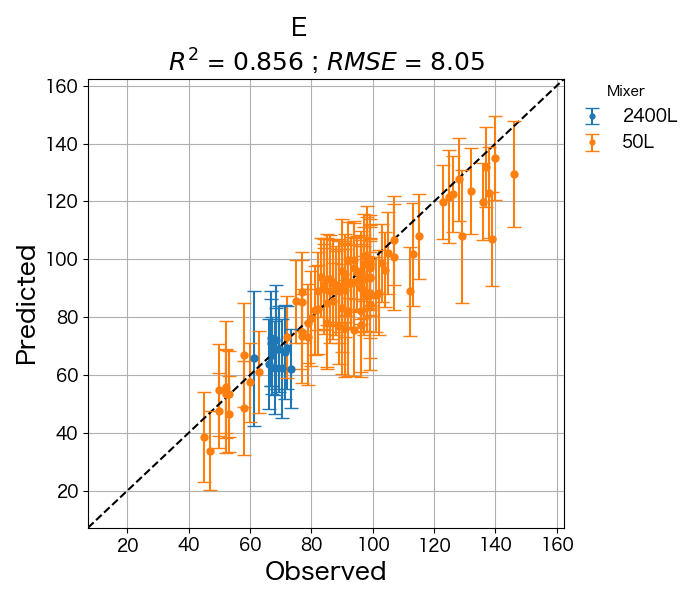 E
R² = 0.856 ; RMSE = 8.05
Mixer
2400L
50L
160
140
120
100
80
60
40
20
Predicted
20 40 60 80 100 120 140 160
Observed